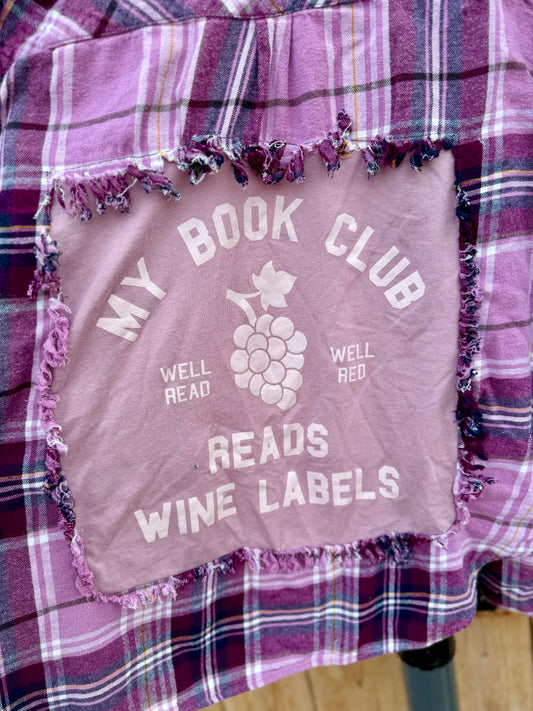 MY BOOK CLUB
WELL READ
WELL RED
READS
WINE LABELS